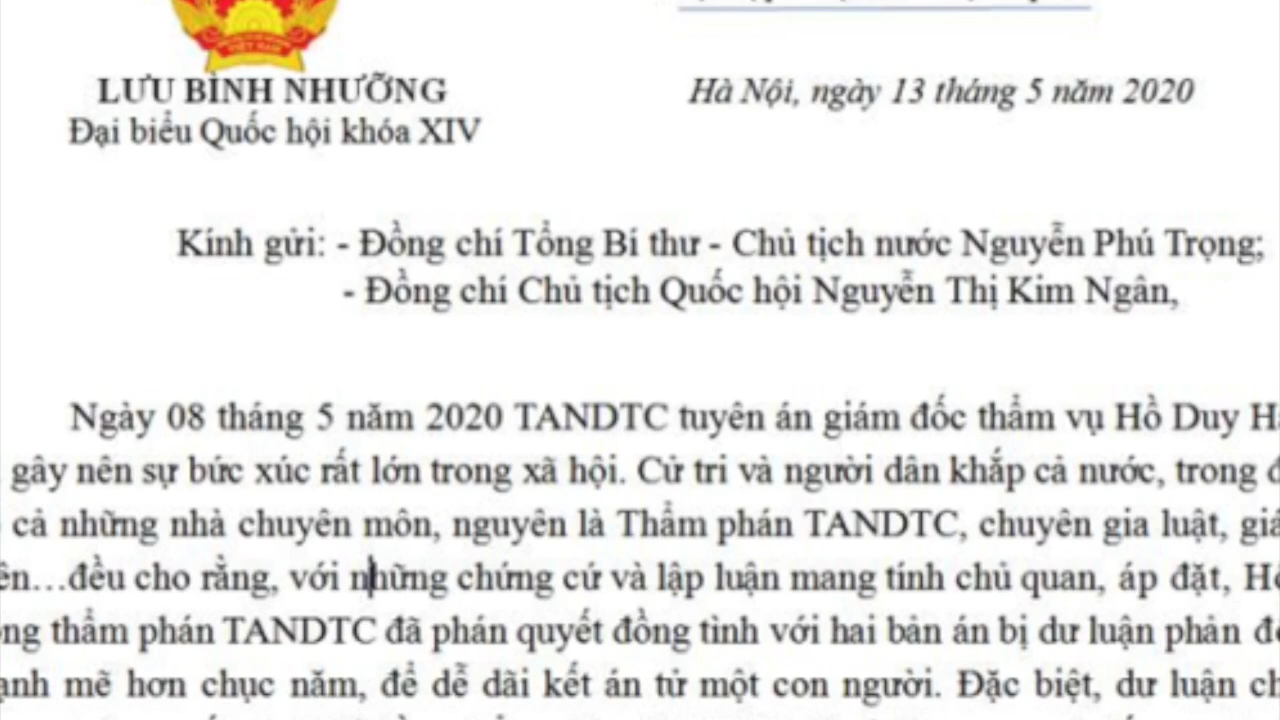 VIỆT NAM
LƯU BÌNH NHƯỠNG
Đại biểu Quốc hội khóa XIV
Hà Nội, ngày 13 tháng 5 năm 2020
Kính gửi: - Đồng chí Tổng Bí thư - Chủ tịch nước Nguyễn Phú Trọng;
- Đồng chí Chủ tịch Quốc hội Nguyễn Thị Kim Ngân,
Ngày 08 tháng 5 năm 2020 TANDTC tuyên án giám đốc thẩm vụ Hồ Duy
gây nên sự bức xúc rất lớn trong xã hội. Cử tri và người dân khắp cả nước, trong
cả những nhà chuyên môn, nguyên là Thẩm phán TANDTC, chuyên gia luật,
…đều cho rằng, với những chứng cứ và lập luận mang tính chủ quan, áp đặt,
thẩm phán TANDTC đã phán quyết đồng tình với hai bản án bị dư luận phản
mẽ hơn chục năm, để dễ dãi kết án tử một con người. Đặc biệt, dư luận